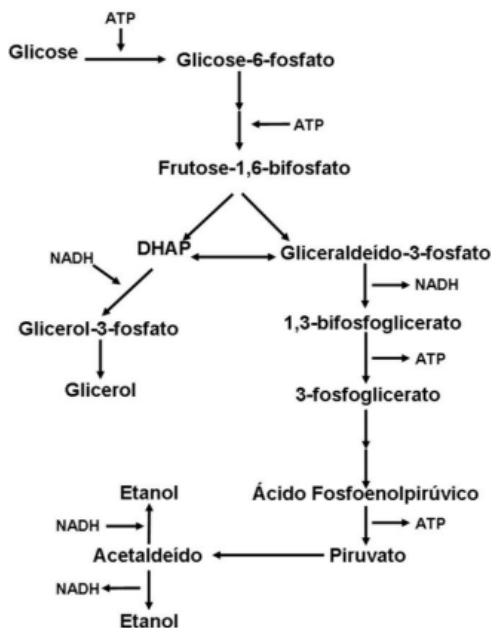 ATP
Glicose
Glicose-6-fosfato
ATP
Frutose-1,6-bifosfato
DHAP
Gliceraldeído-3-fosfato
NADH
NADH
Glicerol-3-fosfato
1,3-bifosfoglicerato
ATP
Glicerol
3-fosfoglicerato
Etanol
Ácido Fosfoenolpirúvico
NADH
ATP
Acetaldeído
Piruvato
NADH
Etanol